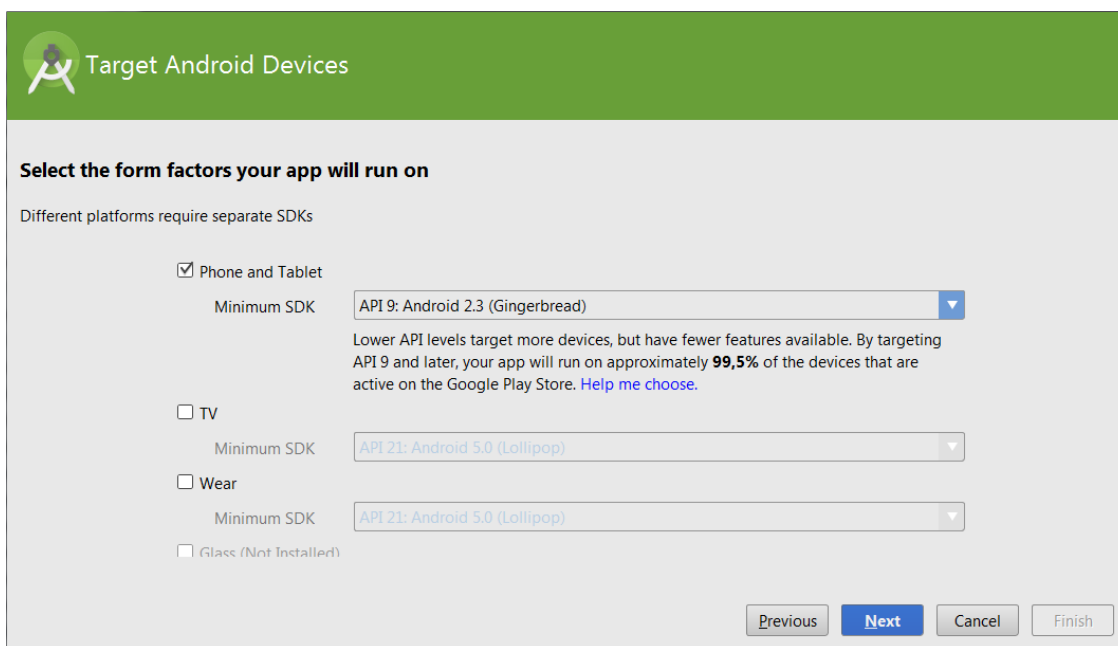 Target Android Devices
Select the form factors your app will run on
Different platforms require separate SDKs
Phone and Tablet
Minimum SDK API 9: Android 2.3 (Gingerbread)
Lower API levels target more devices, but have fewer features available. By targeting
API 9 and later, your app will run on approximately 99,5% of the devices that are
active on the Google Play Store. Help me choose.
TV
Minimum SDK API 21: Android 5.0 (Lollipop)
Wear
Minimum SDK API 21: Android 5.0 (Lollipop)
Glass (Not Installed)
Previous Next Cancel Finish